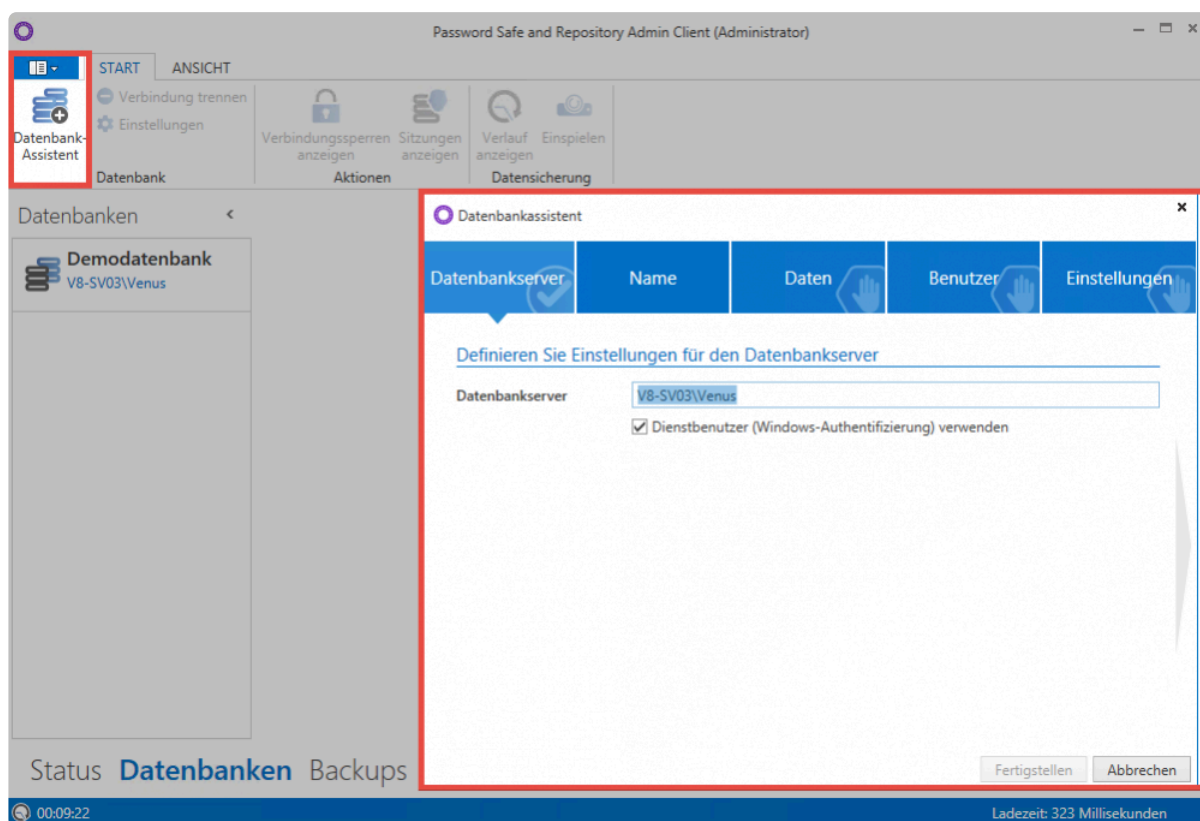 Password Safe and Repository Admin Client (Administrator)
START ANSICHT
Datenbank-
Assistent
Verbindung trennen
Einstellungen
Datenbank
Verbindungssperren
anzeigen
Sitzungen
anzeigen
Aktionen
Verlauf
anzeigen
Einspielen
Datensicherung
Datenbanken
Demodatenbank
V8-SV03\Venus
Datenbankassistent
Datenbankserver Name Daten Benutzer Einstellungen
Definieren Sie Einstellungen für den Datenbankserver
Datenbankserver V8-SV03\Venus
Dienstbenutzer (Windows-Authentifizierung) verwenden
Fertigstellen Abbrechen
Status Datenbanken Backups
00:09:22 Ladezeit: 323 Millisekunden